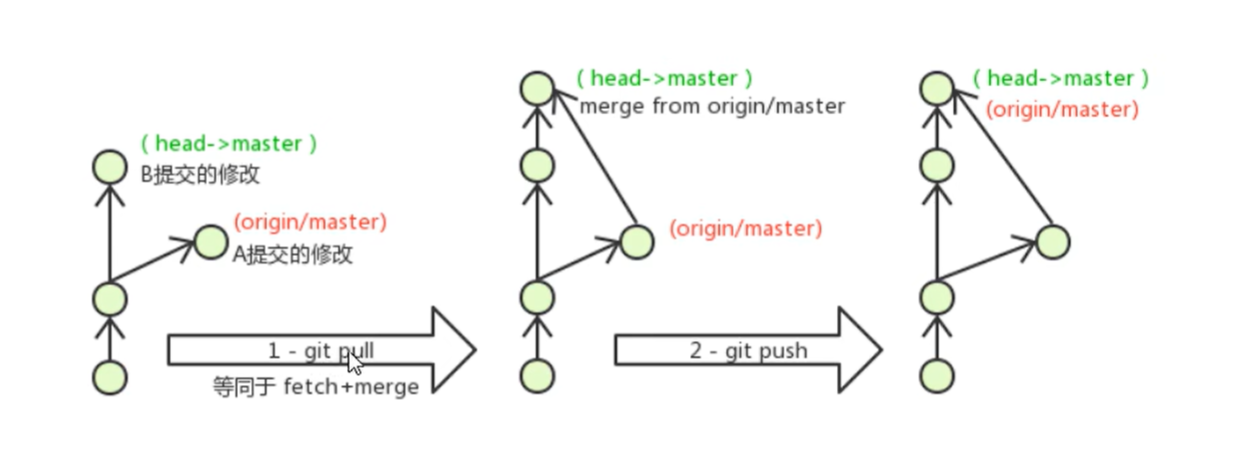 ( head->master )
B提交的修改
(origin/master)
A提交的修改
1 - git pull
等同于 fetch+merge
( head->master )
merge from origin/master
(origin/master)
2 - git push
( head->master )
(origin/master)